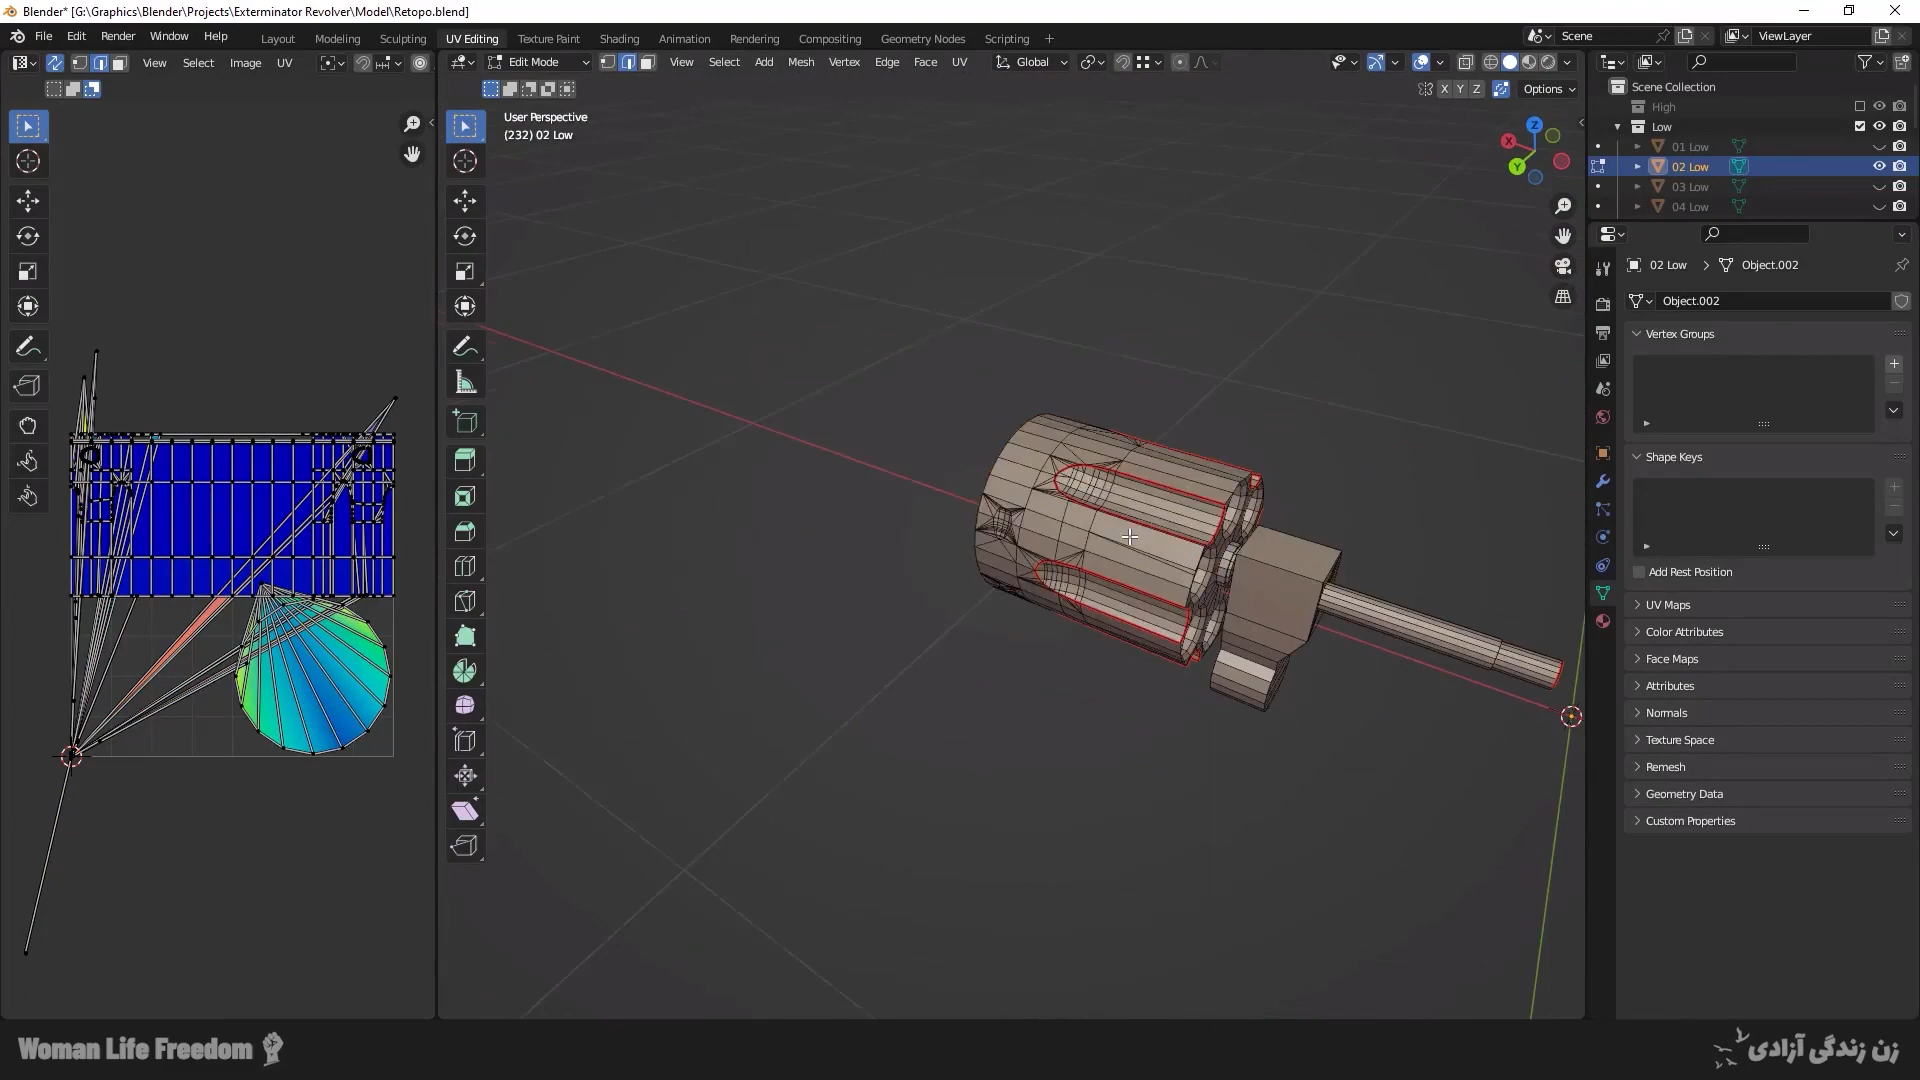 Blender* [G:\Graphics\Blender\Projects\Exterminator Revolver\Model\Retopo.blend]
File Edit Render Window Help Layout Modeling Sculpting UV Editing Texture Paint Shading Animation Rendering Compositing Geometry Nodes Scripting + Scene ViewLayer
View Select Image UV Edit Mode View Select Add Mesh Vertex Edge Face UV Global
X Y Z Options
User Perspective
(232) 02 Low
Z
X
Y
Scene Collection
High
Low
01 Low
02 Low
03 Low
04 Low
02 Low > Object.002
Object.002
Vertex Groups
Shape Keys
Add Rest Position
UV Maps
Color Attributes
Face Maps
Attributes
Normals
Texture Space
Remesh
Geometry Data
Custom Properties
Woman Life Freedom
زن زندگی آزادی